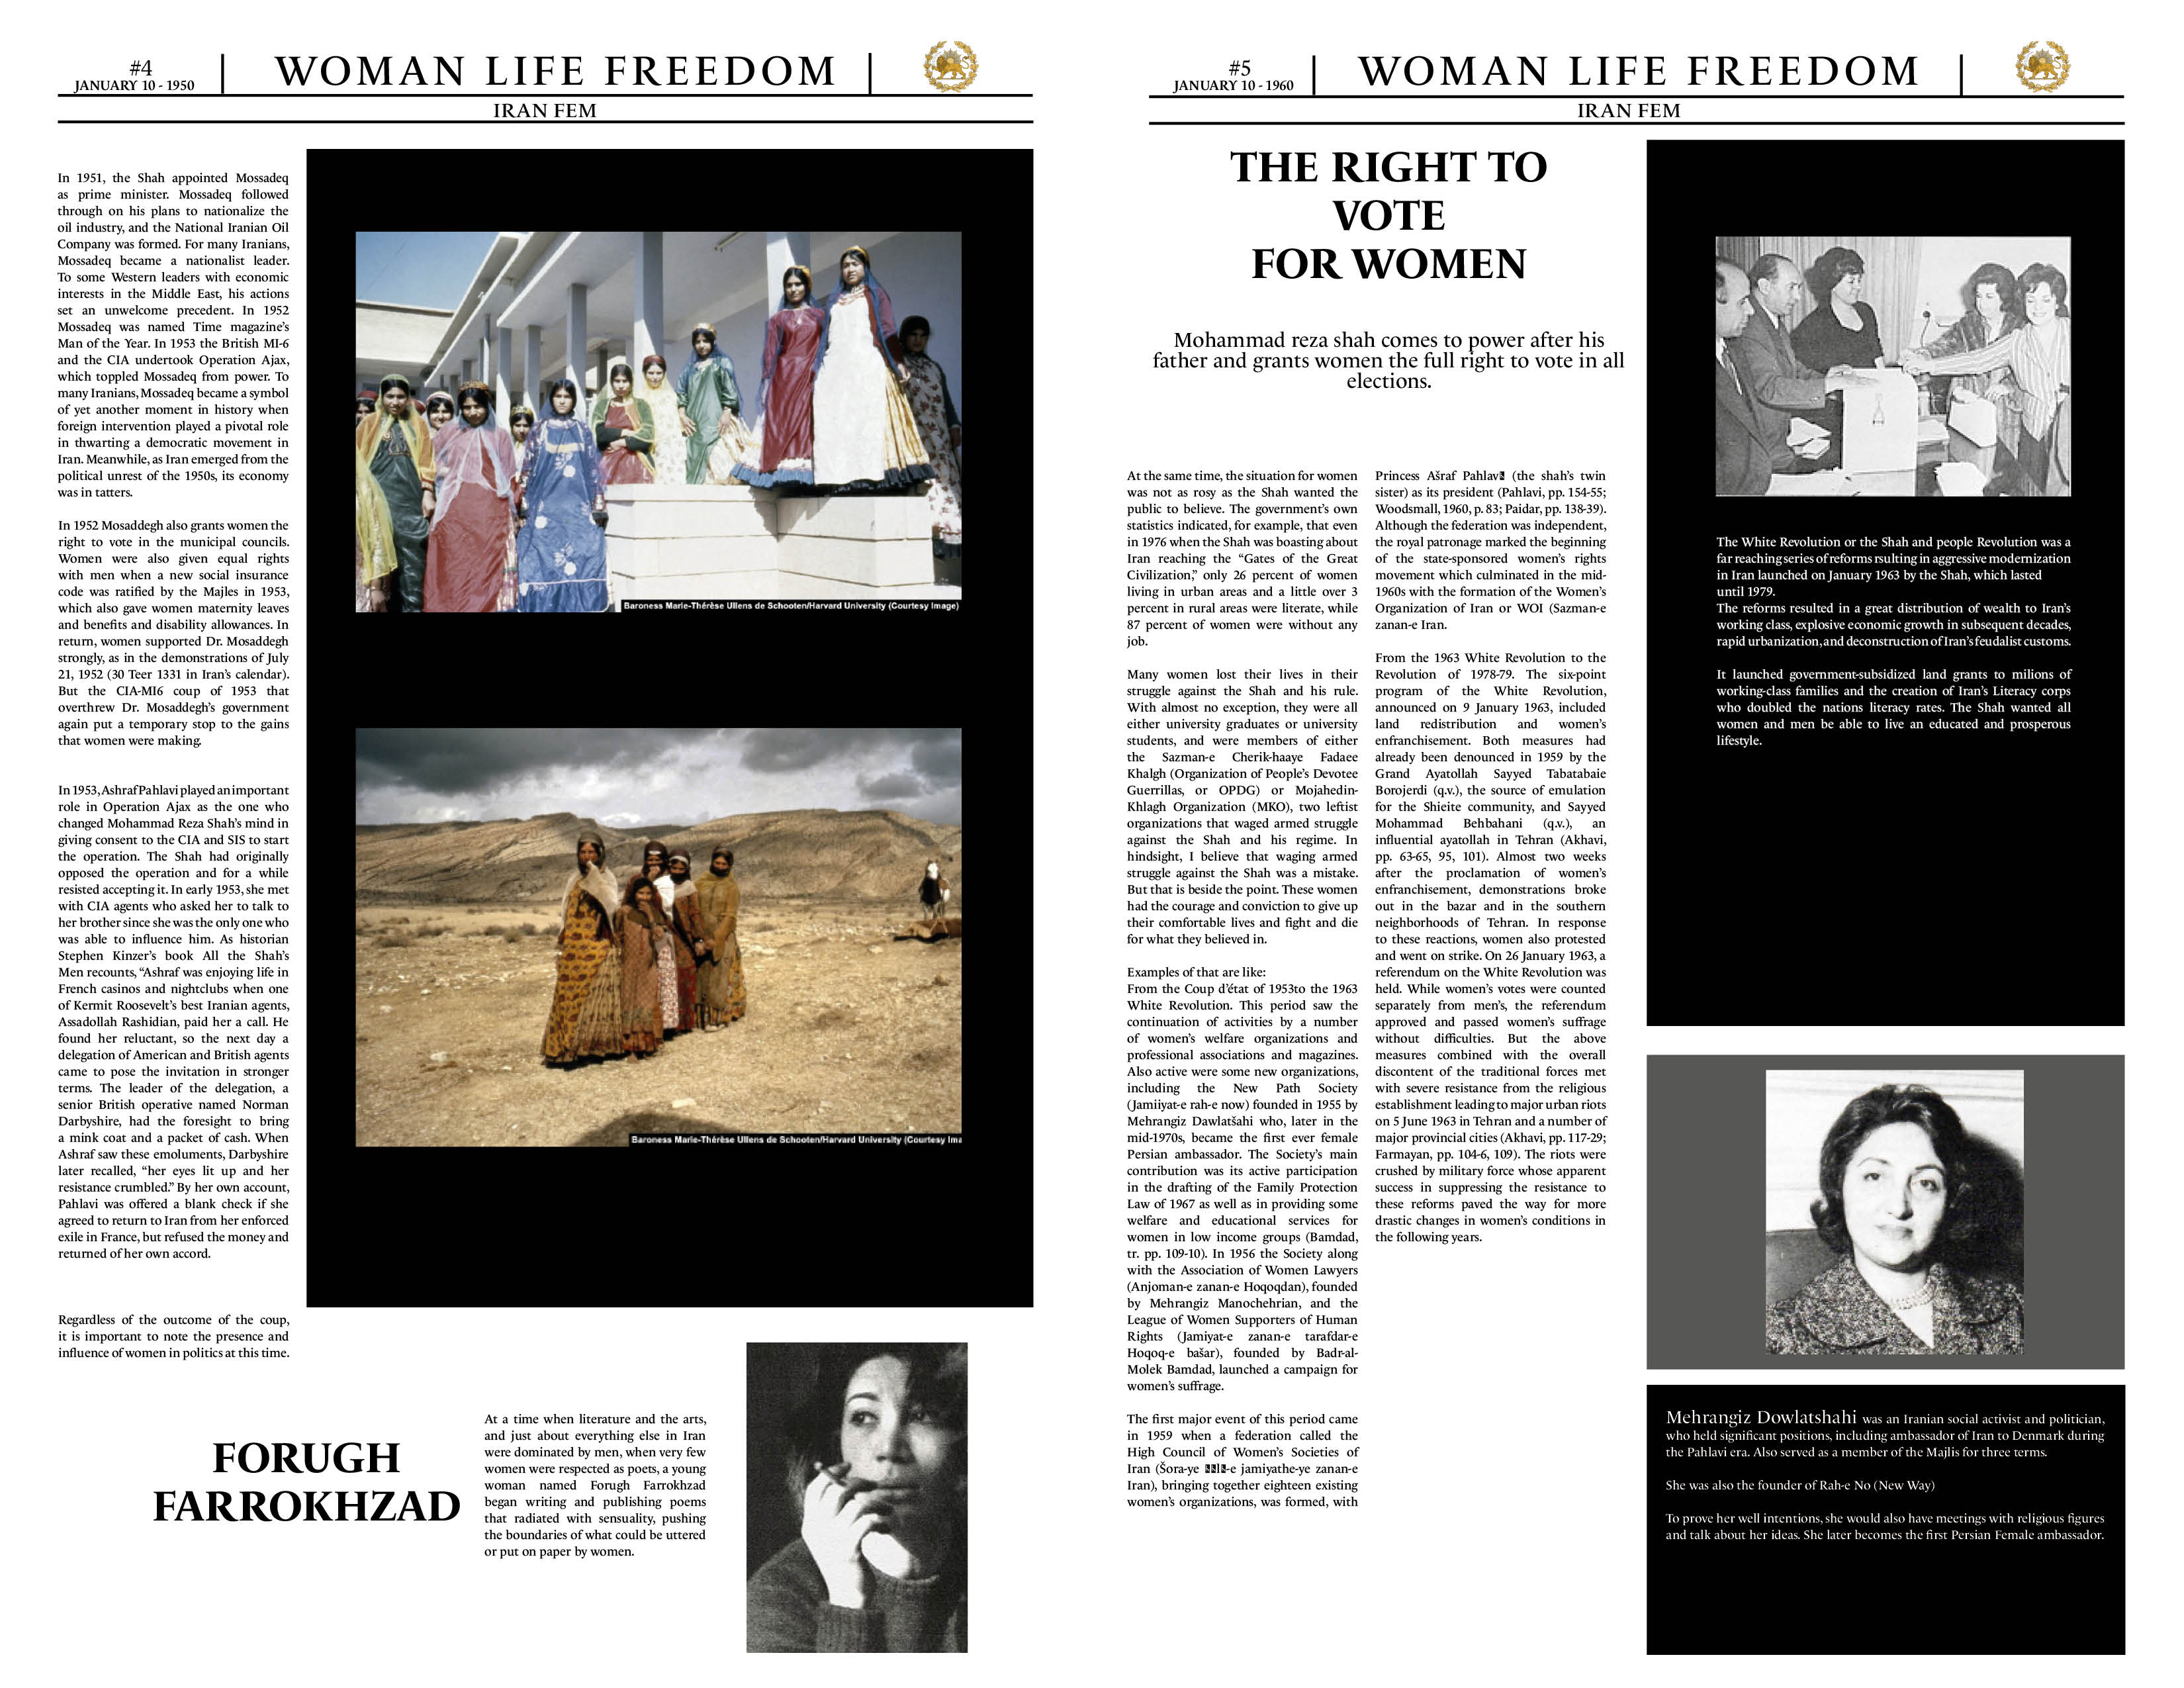 #4
JANUARY 10 - 1950
WOMAN LIFE FREEDOM
IRAN FEM
In 1951, the Shah appointed Mossadeq
as prime minister. Mossadeq followed
through on his plans to nationalize the
oil industry, and the National Iranian Oil
Company was formed. For many Iranians,
Mossadeq became a nationalist leader.
To some Western leaders with economic
interests in the Middle East, his actions
set an unwelcome precedent. In 1952
Mossadeq was named Time magazine's
Man of the Year. In 1953 the British MI-6
and the CIA undertook Operation Ajax,
which toppled Mossadeq from power. To
many Iranians, Mossadeq became a symbol
of yet another moment in history when
foreign intervention played a pivotal role
in thwarting a democratic movement in
Iran. Meanwhile, as Iran emerged from the
political unrest of the 1950s, its economy
was in tatters.
In 1952 Mosaddegh also grants women the
right to vote in the municipal councils.
Women were also given equal rights
with men when a new social insurance
code was ratified by the Majles in 1953,
which also gave women maternity leaves
and benefits and disability allowances. In
return, women supported Dr. Mosaddegh
strongly, as in the demonstrations of July
21, 1952 (30 Teer 1331 in Iran's calendar).
But the CIA-MI6 coup of 1953 that
overthrew Dr. Mosaddegh's government
again put a temporary stop to the gains
that women were making.
In 1953, Ashraf Pahlavi played an important
role in Operation Ajax as the one who
changed Mohammad Reza Shah's mind in
giving consent to the CIA and SIS to start
the operation. The Shah had originally
opposed the operation and for a while
resisted accepting it. In early 1953, she met
with CIA agents who asked her to talk to
her brother since she was the only one who
was able to influence him. As historian
Stephen Kinzer's book All the Shah's
Men recounts, "Ashraf was enjoying life in
French casinos and nightclubs when one
of Kermit Roosevelt's best Iranian agents,
Assadollah Rashidian, paid her a call. He
found her reluctant, so the next day a
delegation of American and British agents
came to pose the invitation in stronger
terms. The leader of the delegation, a
senior British operative named Norman
Darbyshire, had the foresight to bring
a mink coat and a packet of cash. When
Ashraf saw these emoluments, Darbyshire
later recalled, "her eyes lit up and her
resistance crumbled." By her own account,
Pahlavi was offered a blank check if she
agreed to return to Iran from her enforced
exile in France, but refused the money and
returned of her own accord.
Regardless of the outcome of the coup,
it is important to note the presence and
influence of women in politics at this time.
Baroness Marie-Thérèse Ullens de Schooten/Harvard University (Courtesy Image)
Baroness Marie-Thérèse Ullens de Schooten/Harvard University (Courtesy Ima
FORUGH
FARROKHZAD
At a time when literature and the arts,
and just about everything else in Iran
were dominated by men, when very few
women were respected as poets, a young
woman named Forugh Farrokhzad
began writing and publishing poems
that radiated with sensuality, pushing
the boundaries of what could be uttered
or put on paper by women.
#5
JANUARY 10 - 1960
WOMAN LIFE FREEDOM
IRAN FEM
THE RIGHT TO
VOTE
FOR WOMEN
Mohammad reza shah comes to power after his
father and grants women the full right to vote in all
elections.
At the same time, the situation for women
was not as rosy as the Shah wanted the
public to believe. The government's own
statistics indicated, for example, that even
in 1976 when the Shah was boasting about
Iran reaching the "Gates of the Great
Civilization," only 26 percent of women
living in urban areas and a little over 3
percent in rural areas were literate, while
87 percent of women were without any
job.
Many women lost their lives in their
struggle against the Shah and his rule.
With almost no exception, they were all
either university graduates or university
students, and were members of either
the Sazman-e Cherik-haaye Fadaee
Khalgh (Organization of People's Devotee
Guerrillas, or OPDG) or Mojahedin-
Khlagh Organization (MKO), two leftist
organizations that waged armed struggle
against the Shah and his regime. In
hindsight, I believe that waging armed
struggle against the Shah was a mistake.
But that is beside the point. These women
had the courage and conviction to give up
their comfortable lives and fight and die
for what they believed in.
Examples of that are like:
From the Coup d'état of 1953to the 1963
White Revolution. This period saw the
continuation of activities by a number
of women's welfare organizations and
professional associations and magazines.
Also active were some new organizations,
including the New Path Society
(Jamiiyat-e rah-e now) founded in 1955 by
Mehrangiz Dawlatšahi who, later in the
mid-1970s, became the first ever female
Persian ambassador. The Society's main
contribution was its active participation
in the drafting of the Family Protection
Law of 1967 as well as in providing some
welfare and educational services for
women in low income groups (Bamdad,
tr. pp. 109-10). In 1956 the Society along
with the Association of Women Lawyers
(Anjoman-e zanan-e Hoqoqdan), founded
by Mehrangiz Manochehrian, and the
League of Women Supporters of Human
Rights (Jamiyat-e zanan-e tarafdar-e
Hoqoq-e bašar), founded by Badr-al-
Molek Bamdad, launched a campaign for
women's suffrage.
The first major event of this period came
in 1959 when a federation called the
High Council of Women's Societies of
Iran (Šora-ye l-e jamiyathe-ye zanan-e
Iran), bringing together eighteen existing
women's organizations, was formed, with
Princess Ašraf Pahlav (the shah's twin
sister) as its president (Pahlavi, pp. 154-55;
Woodsmall, 1960, p. 83; Paidar, pp. 138-39).
Although the federation was independent,
the royal patronage marked the beginning
of the state-sponsored women's rights
movement which culminated in the mid-
1960s with the formation of the Women's
Organization of Iran or WOI (Sazman-e
zanan-e Iran.
From the 1963 White Revolution to the
Revolution of 1978-79. The six-point
program of the White Revolution,
announced on 9 January 1963, included
land redistribution and women's
enfranchisement. Both measures had
already been denounced in 1959 by the
Grand Ayatollah Sayyed Tabatabaie
Borojerdi (q.v.), the source of emulation
for the Shieite community, and Sayyed
Mohammad Behbahani (q.v.), an
influential ayatollah in Tehran (Akhavi,
pp. 63-65, 95, 101). Almost two weeks
after the proclamation of women's
enfranchisement, demonstrations broke
out in the bazar and in the southern
neighborhoods of Tehran. In response
to these reactions, women also protested
and went on strike. On 26 January 1963, a
referendum on the White Revolution was
held. While women's votes were counted
separately from men's, the referendum
approved and passed women's suffrage
without difficulties. But the above
measures combined with the overall
discontent of the traditional forces met
with severe resistance from the religious
establishment leading to major urban riots
on 5 June 1963 in Tehran and a number of
major provincial cities (Akhavi, pp. 117-29;
Farmayan, pp. 104-6, 109). The riots were
crushed by military force whose apparent
success in suppressing the resistance to
these reforms paved the way for more
drastic changes in women's conditions in
the following years.
The White Revolution or the Shah and people Revolution was a
far reaching series of reforms rsulting in aggressive modernization
in Iran launched on January 1963 by the Shah, which lasted
until 1979.
The reforms resulted in a great distribution of wealth to Iran's
working class, explosive economic growth in subsequent decades,
rapid urbanization, and deconstruction of Iran's feudalist customs.
It launched government-subsidized land grants to milions of
working-class families and the creation of Iran's Literacy corps
who doubled the nations literacy rates. The Shah wanted all
women and men be able to live an educated and prosperous
lifestyle.
Mehrangiz Dowlatshahi was an Iranian social activist and politician,
who held significant positions, including ambassador of Iran to Denmark during
the Pahlavi era. Also served as a member of the Majlis for three terms.
She was also the founder of Rah-e No (New Way)
To prove her well intentions, she would also have meetings with religious figures
and talk about her ideas. She later becomes the first Persian Female ambassador.